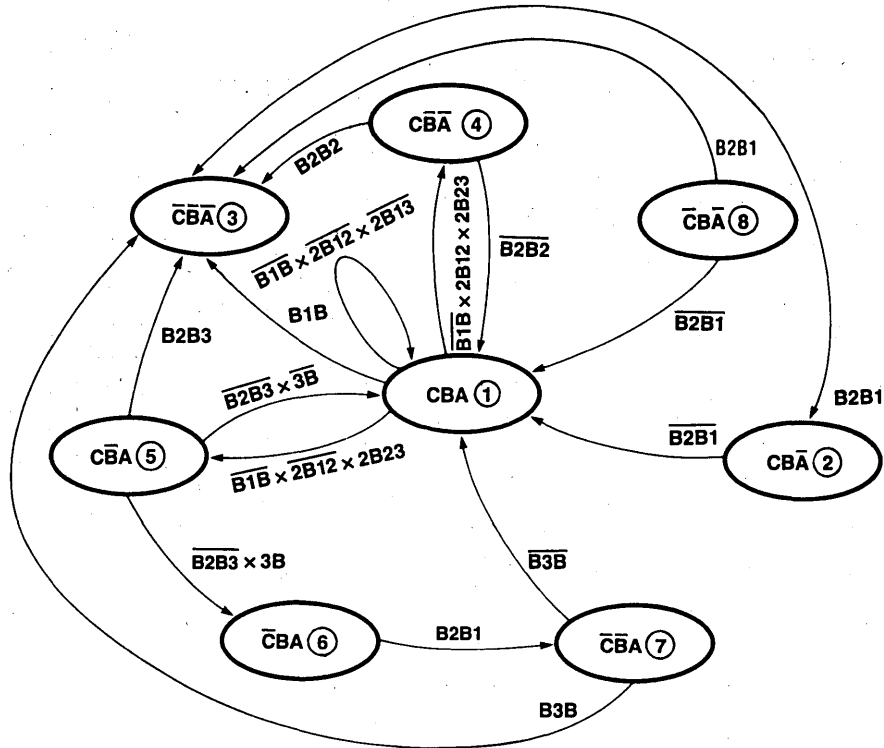 CB̅A̅ ④
B2B2
B2B1
C̅B̅A̅ ③
C̅BA̅ ⑧
B̅1̅B̅ × 2̅B̅1̅2̅ × 2̅B̅1̅3̅
B̅1̅B̅ × 2B12 × 2B23
B̅2̅B̅2̅
B1B
B̅2̅B̅1̅
B2B3
B̅2̅B̅3̅ × 3̅B̅
CBA ①
B2B1
B̅2̅B̅1̅
CB̅A ⑤
CBA̅ ②
B̅1̅B̅ × 2̅B̅1̅2̅ × 2B23
B̅2̅B̅3̅ × 3B
B̅3̅B̅
C̅BA ⑥
B2B1
C̅B̅A ⑦
B3B